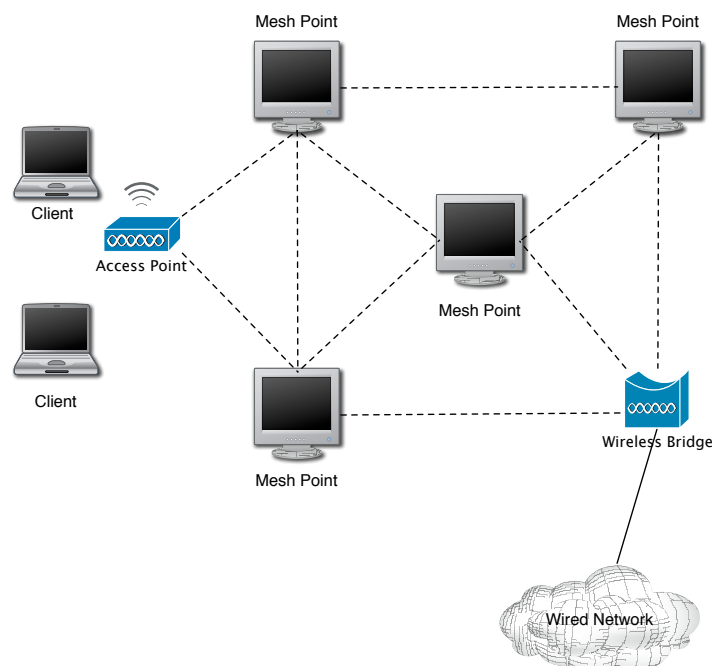 Mesh Point
Mesh Point
Client
Access Point
Mesh Point
Client
Wireless Bridge
Mesh Point
Wired Network